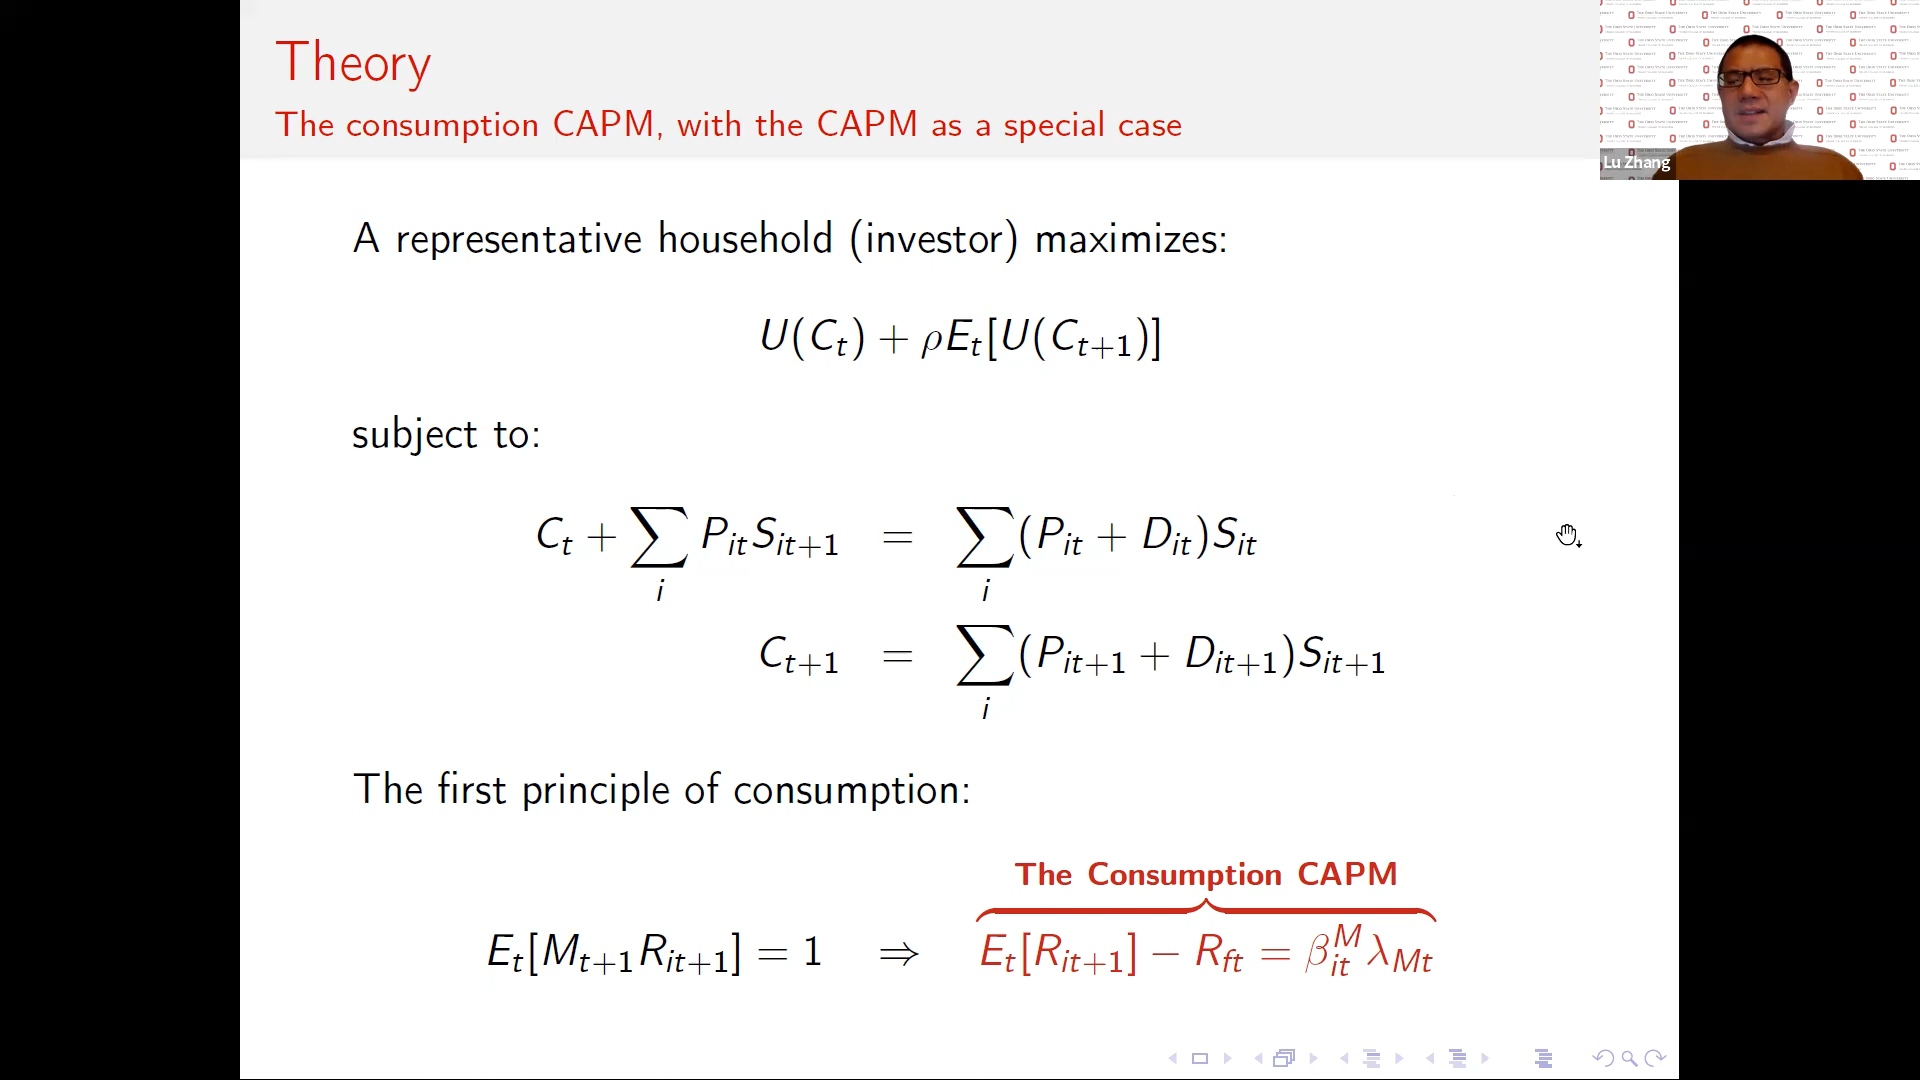 Theory
The consumption CAPM, with the CAPM as a special case
Lu Zhang
A representative household (investor) maximizes:
U(C_t) + ρE_t[U(C_{t+1})]
subject to:
C_t + ∑_i P_{it}S_{it+1} = ∑_i (P_{it} + D_{it})S_{it}
C_{t+1} = ∑_i (P_{it+1} + D_{it+1})S_{it+1}
The first principle of consumption:
The Consumption CAPM
E_t[M_{t+1}R_{it+1}] = 1 ⇒ E_t[R_{it+1}] − R_{ft} = β^M_{it} λ_{Mt}